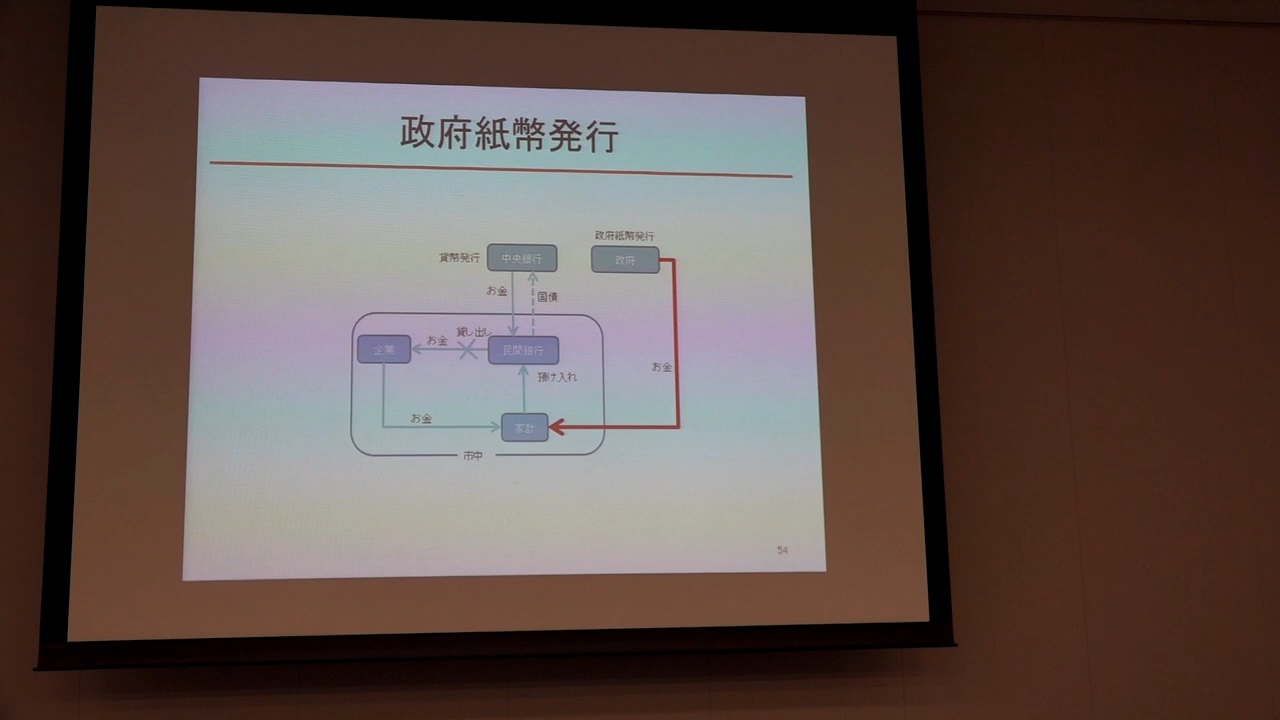 政府紙幣発行
政府紙幣発行
貨幣発行
中央銀行
政府
お金
国債
貸し出し
お金
企業
民間銀行
お金
預け入れ
お金
家計
市中
54